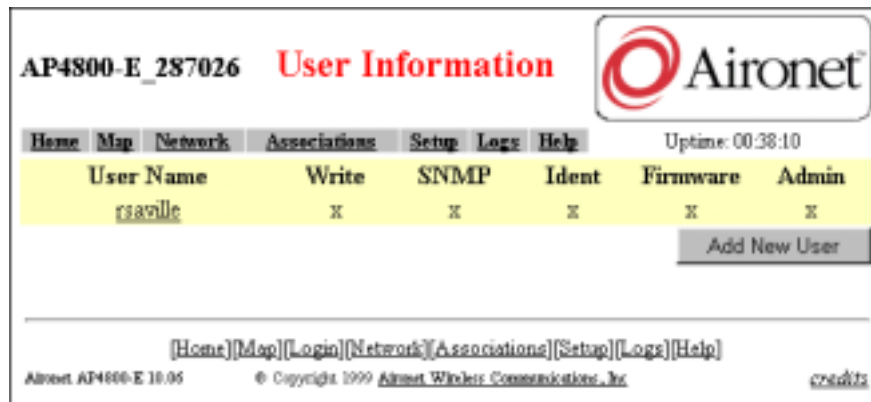 AP4800-E_287026 User Information Aironet
Home Map Network Associations Setup Logs Help Uptime: 00:38:10
User Name Write SNMP Ident Firmware Admin
rsaville x x x x x
Add New User
[Home][Map][Login][Network][Associations][Setup][Logs][Help]
Aironet AP4800-E 10.06 © Copyright 1999 Aironet Wireless Communications, Inc credits